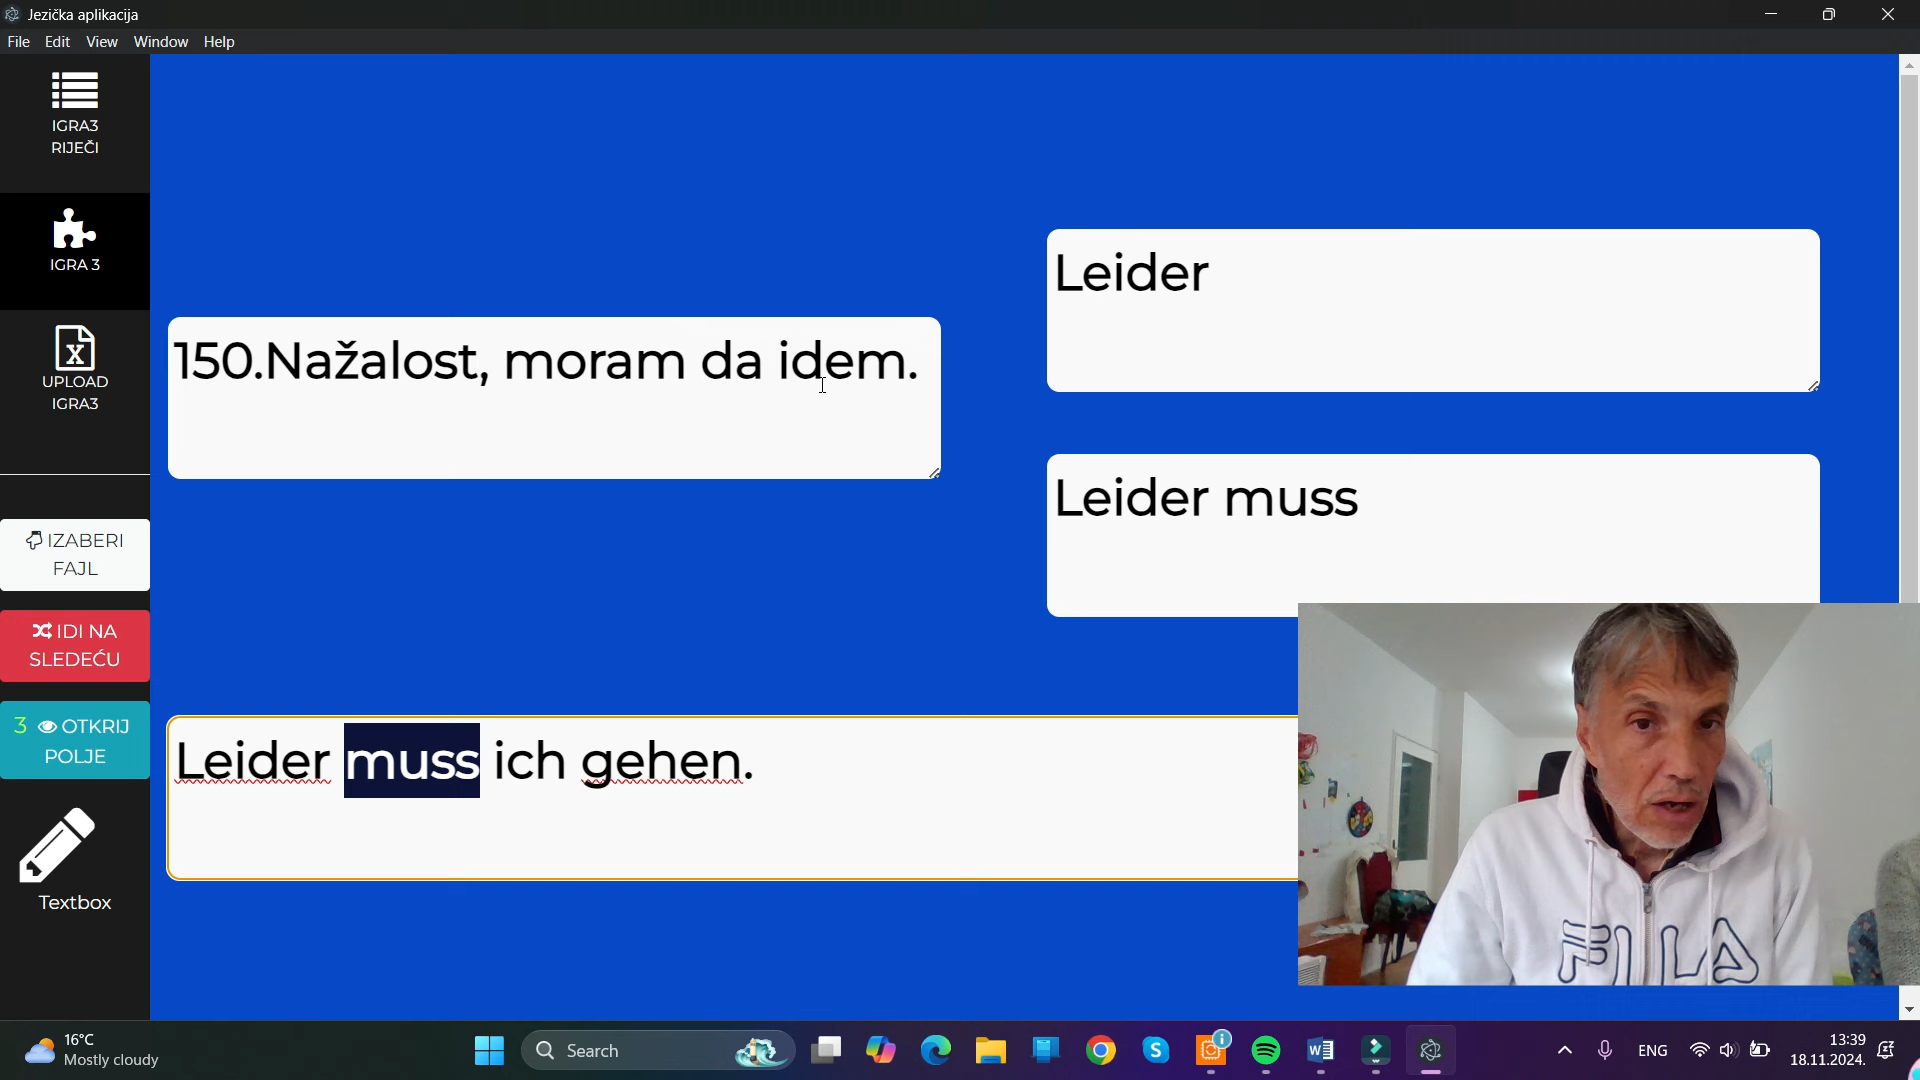 Jezička aplikacija
File Edit View Window Help
IGRA3
RIJEČI
IGRA 3
UPLOAD
IGRA3
IZABERI
FAJL
IDI NA
SLEDEĆU
3 OTKRIJ
POLJE
Textbox
150.Nažalost, moram da idem.
Leider
Leider muss
Leider muss ich gehen.
FILA
16°C
Mostly cloudy
Search
ENG
13:39
18.11.2024.